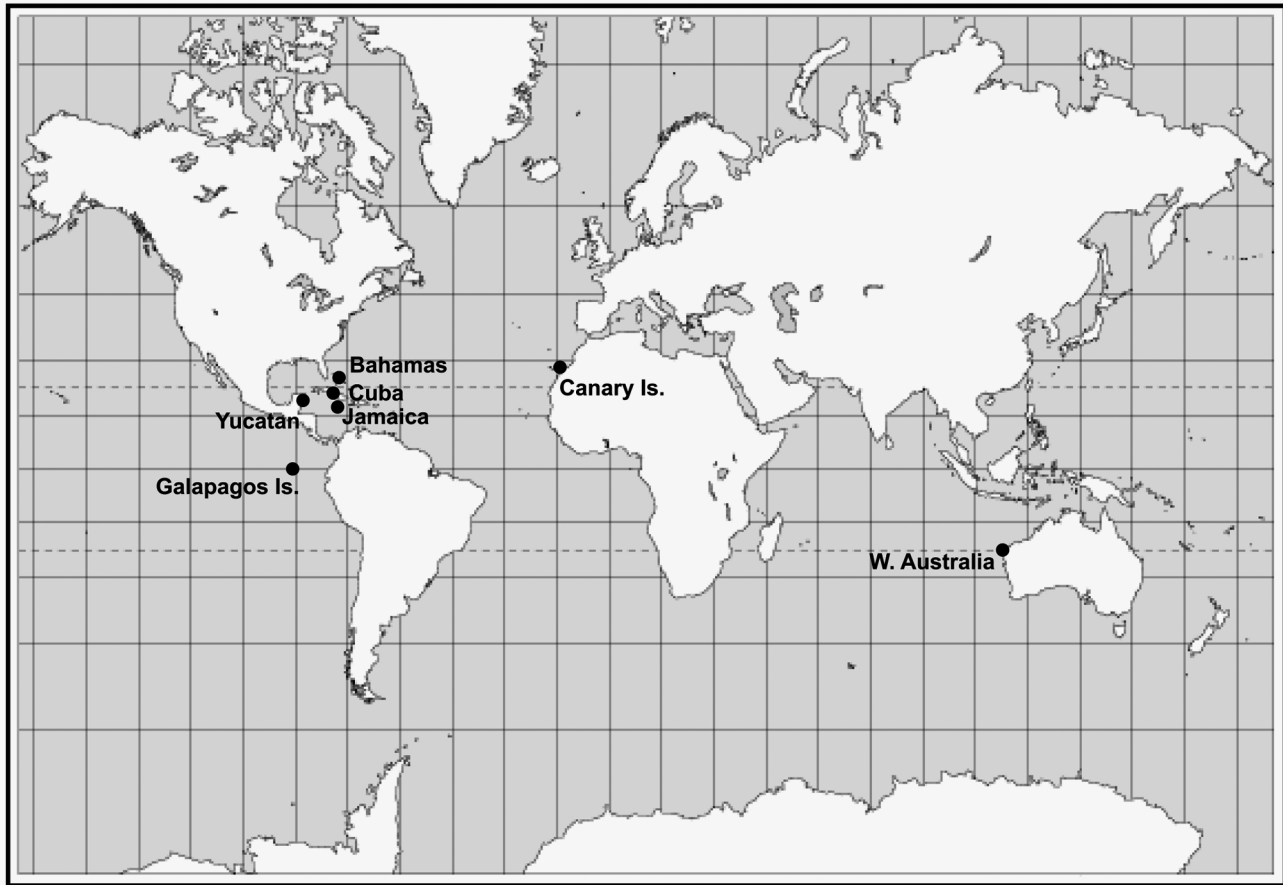 Bahamas
Cuba
Canary Is.
Jamaica
Yucatan
Galapagos Is.
W. Australia